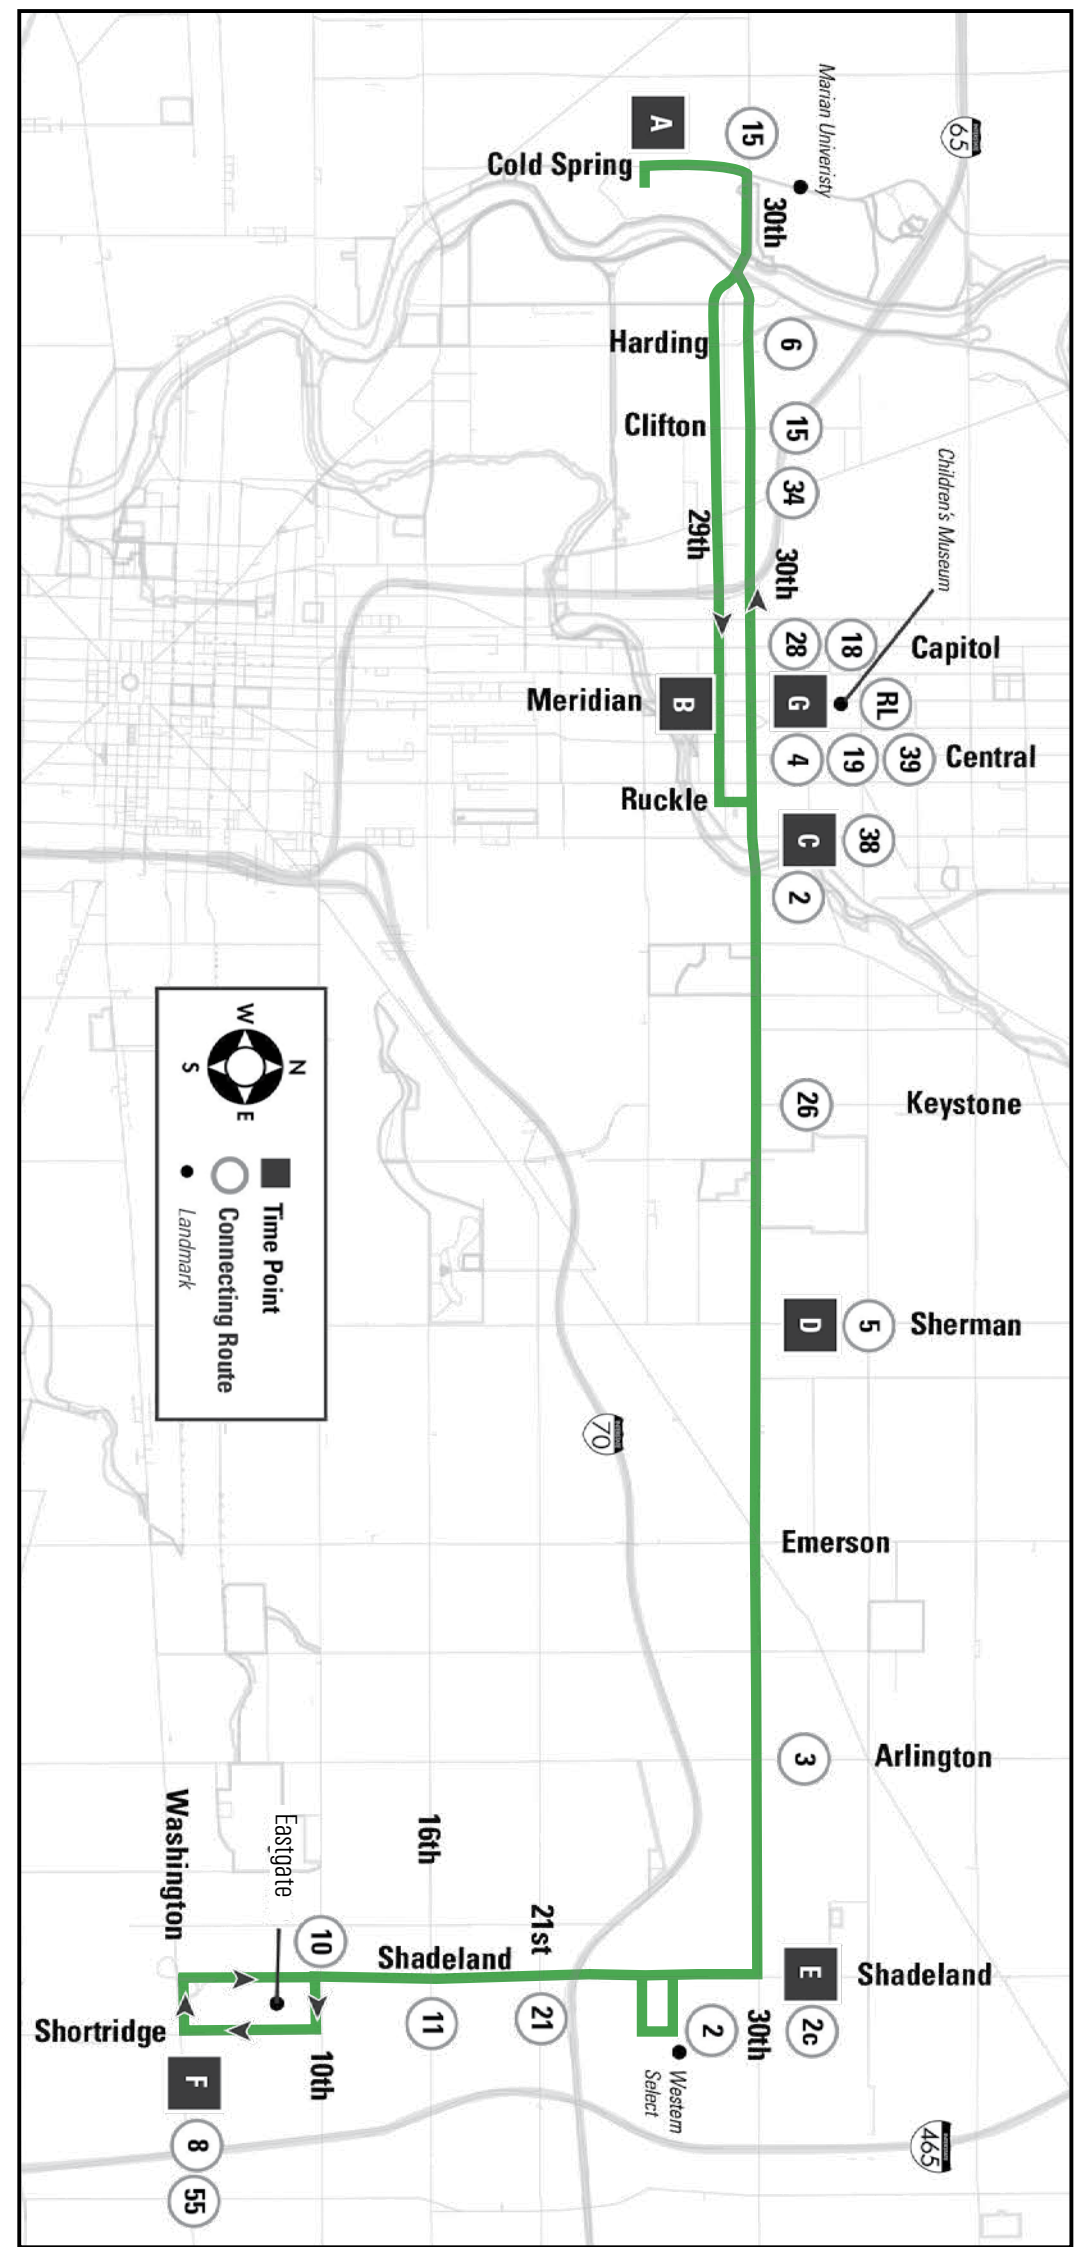 65
Marian Univeristy
A
15
Cold Spring
30th
Harding
6
Clifton
15
34
Children's Museum
29th
30th
28
18
Capitol
Meridian
B
G
RL
4
19
39
Central
Ruckle
C
38
2
W
N
S
E
Time Point
Connecting Route
Landmark
26
Keystone
D
5
Sherman
70
Emerson
3
Arlington
Washington
Eastgate
16th
21st
10
Shadeland
E
Shadeland
Shortridge
11
21
2
30th
2c
10th
Western
Select
F
8
55
465